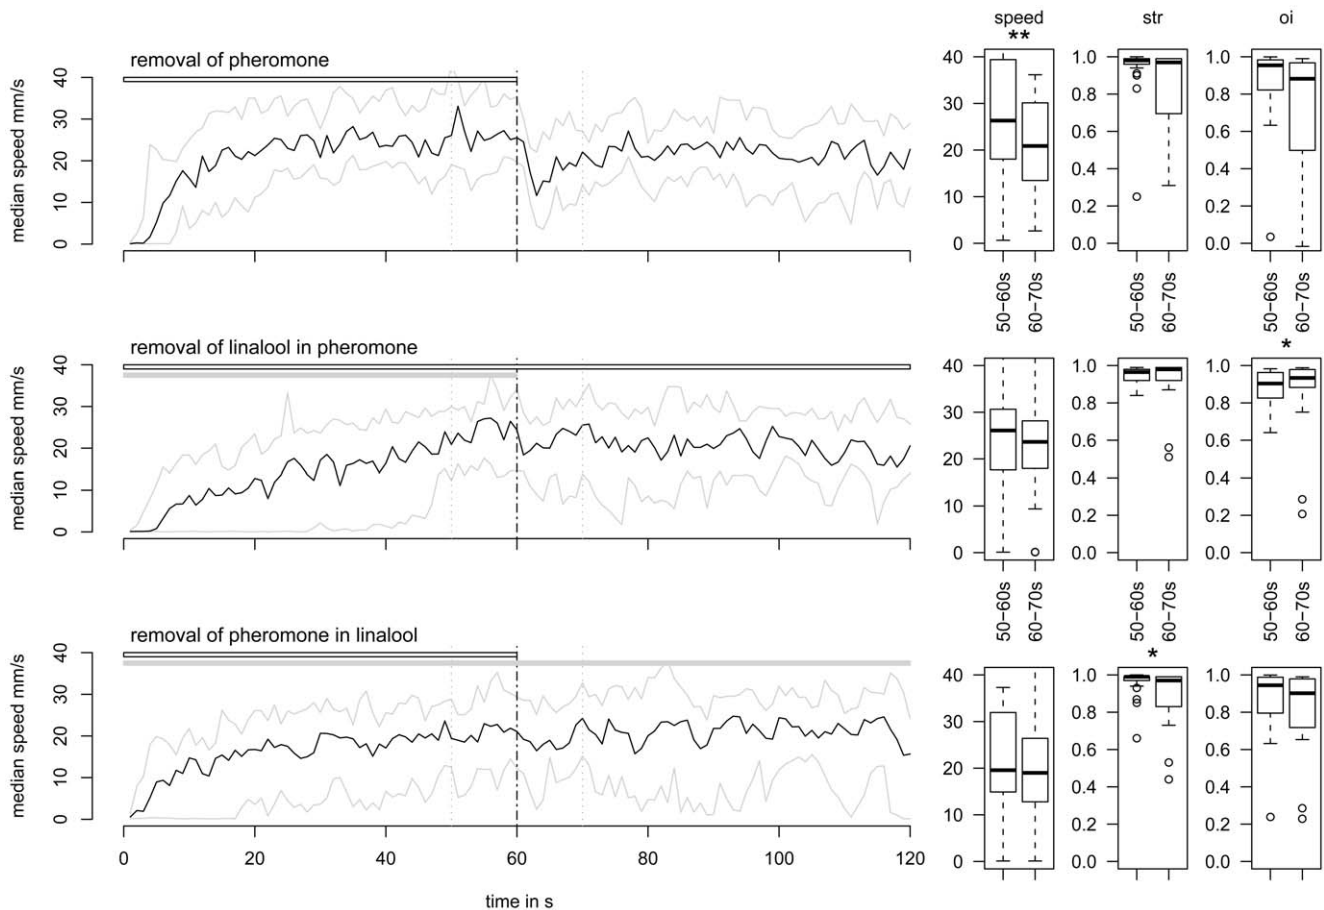 speed str oi
**
removal of pheromone
median speed mm/s
0 10 20 30 40
0 10 20 30 40
0.0 0.2 0.4 0.6 0.8 1.0
0.0 0.2 0.4 0.6 0.8 1.0
50−60s 60−70s 50−60s 60−70s 50−60s 60−70s
*
removal of linalool in pheromone
median speed mm/s
0 10 20 30 40
0 10 20 30 40
0.0 0.2 0.4 0.6 0.8 1.0
0.0 0.2 0.4 0.6 0.8 1.0
50−60s 60−70s 50−60s 60−70s 50−60s 60−70s
*
removal of pheromone in linalool
median speed mm/s
0 10 20 30 40
0 10 20 30 40
0.0 0.2 0.4 0.6 0.8 1.0
0.0 0.2 0.4 0.6 0.8 1.0
0 20 40 60 80 100 120
time in s